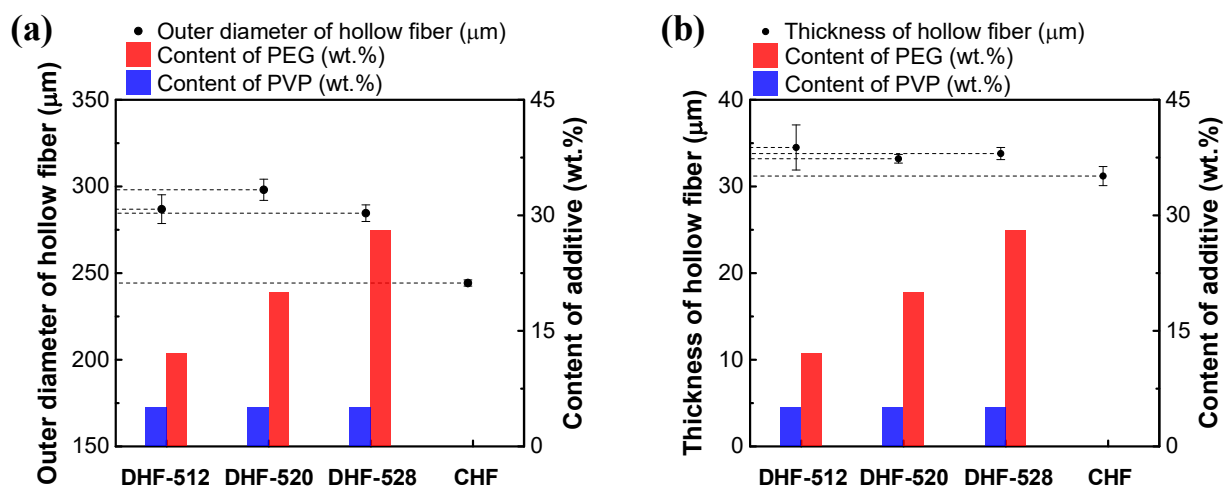 (a)
Outer diameter of hollow fiber (μm)
Content of PEG (wt.%)
Content of PVP (wt.%)
Outer diameter of hollow fiber (μm)
350
300
250
200
150
45
30
15
0
Content of additive (wt.%)
DHF-512 DHF-520 DHF-528 CHF
(b)
Thickness of hollow fiber (μm)
Content of PEG (wt.%)
Content of PVP (wt.%)
Thickness of hollow fiber (μm)
40
30
20
10
0
45
30
15
0
Content of additive (wt.%)
DHF-512 DHF-520 DHF-528 CHF